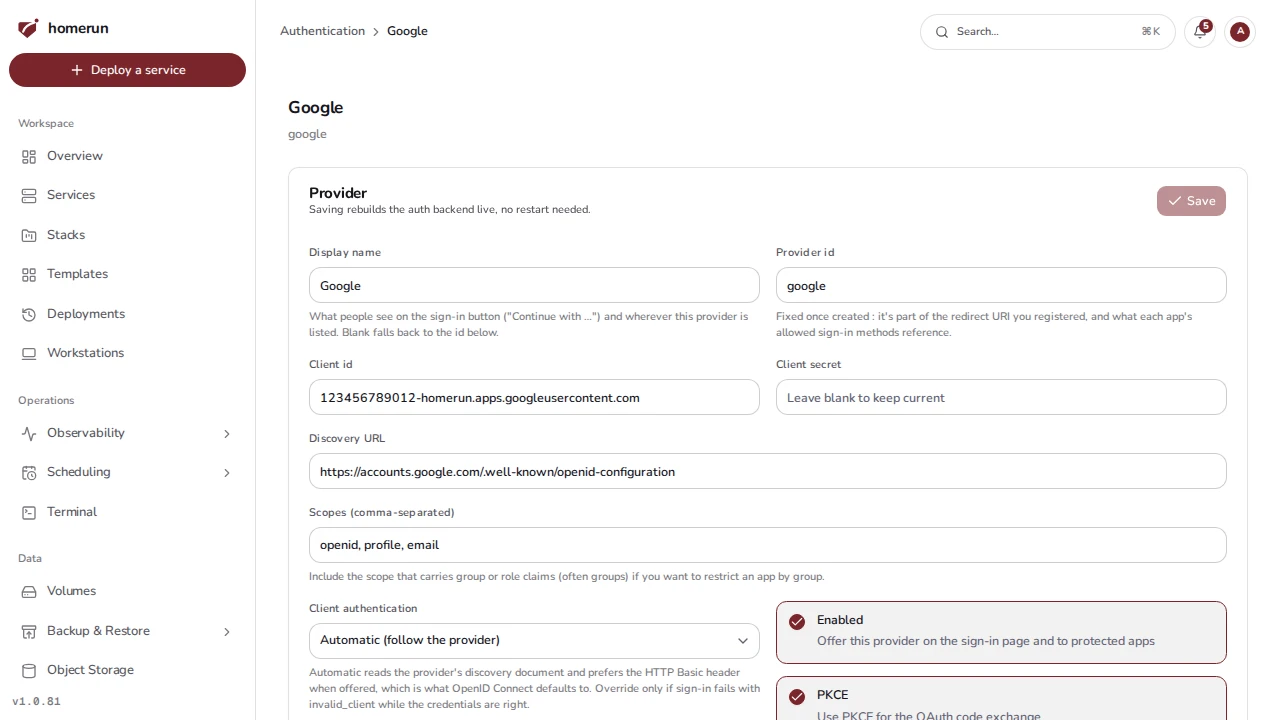 homerun
Deploy a service
Workspace
Overview
Services
Stacks
Templates
Deployments
Workstations
Operations
Observability
Scheduling
Terminal
Data
Volumes
Backup & Restore
Object Storage
v1.0.81
Authentication > Google
Search...
⌘K
5
A
Google
google
Provider
Saving rebuilds the auth backend live, no restart needed.
Save
Display name
Google
What people see on the sign-in button ("Continue with ...") and wherever this provider is
listed. Blank falls back to the id below.
Provider id
google
Fixed once created : it's part of the redirect URI you registered, and what each app's
allowed sign-in methods reference.
Client id
123456789012-homerun.apps.googleusercontent.com
Client secret
Leave blank to keep current
Discovery URL
https://accounts.google.com/.well-known/openid-configuration
Scopes (comma-separated)
openid, profile, email
Include the scope that carries group or role claims (often groups) if you want to restrict an app by group.
Client authentication
Automatic (follow the provider)
Automatic reads the provider's discovery document and prefers the HTTP Basic header
when offered, which is what OpenID Connect defaults to. Override only if sign-in fails with
invalid_client while the credentials are right.
Enabled
Offer this provider on the sign-in page and to protected apps
PKCE
Use PKCE for the OAuth code exchange